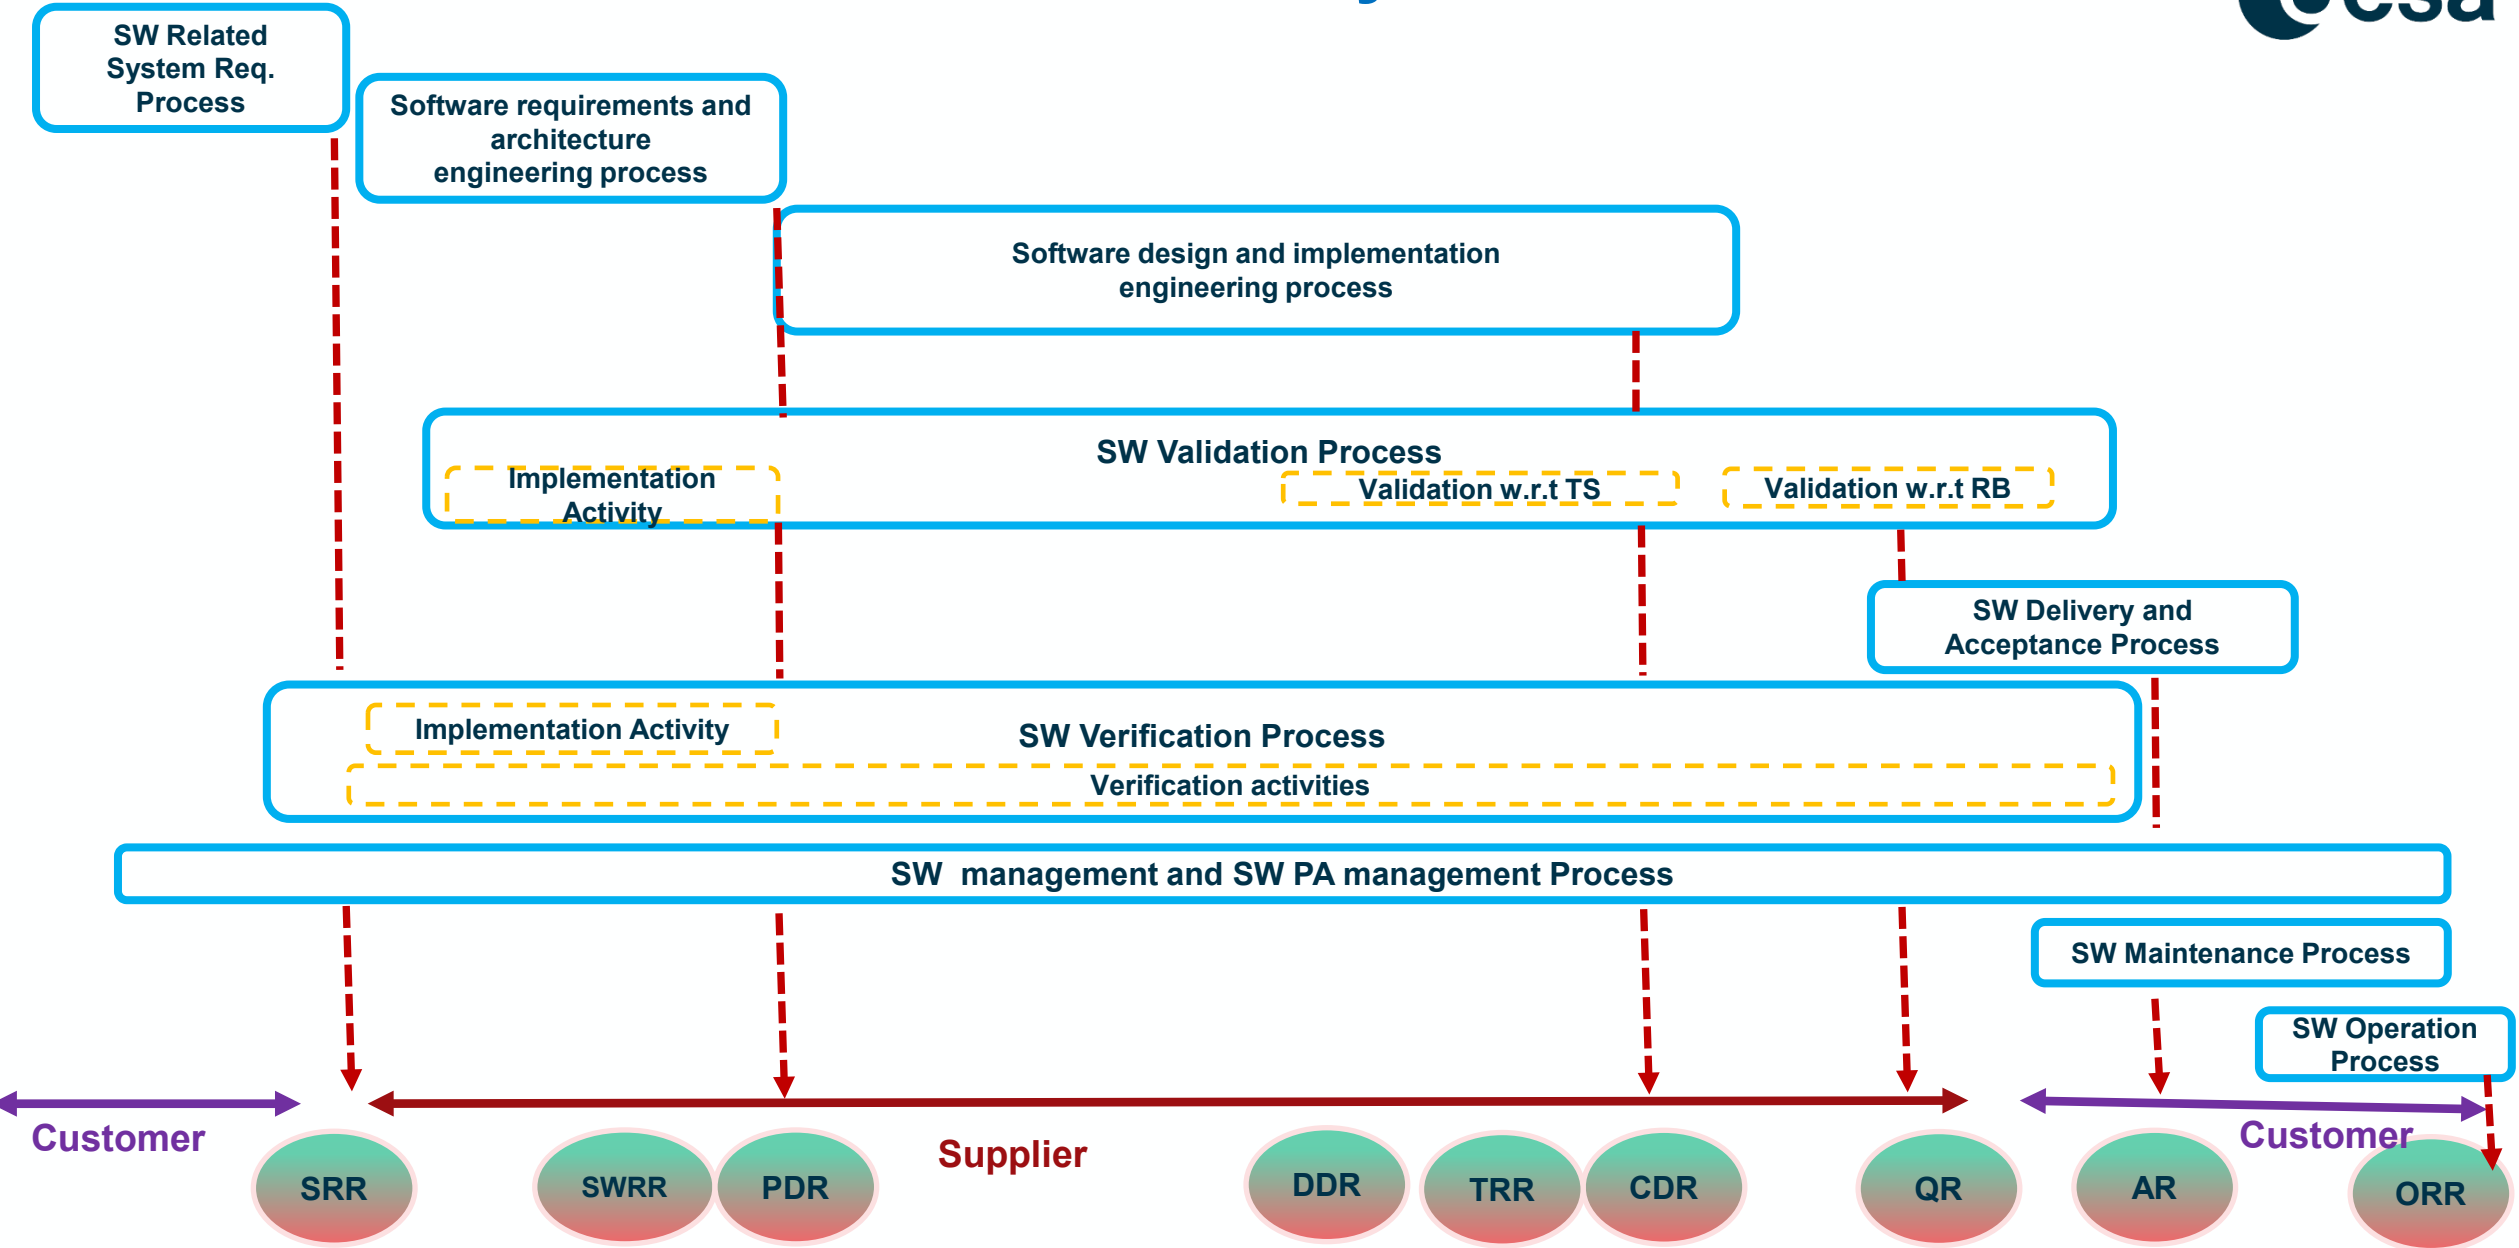 esa
SW Related
System Req.
Process
Software requirements and
architecture
engineering process
Software design and implementation
engineering process
SW Validation Process
Implementation
Activity
Validation w.r.t TS
Validation w.r.t RB
SW Delivery and
Acceptance Process
Implementation Activity
SW Verification Process
Verification activities
SW management and SW PA management Process
SW Maintenance Process
SW Operation
Process
Customer
Supplier
Customer
SRR
SWRR
PDR
DDR
TRR
CDR
QR
AR
ORR